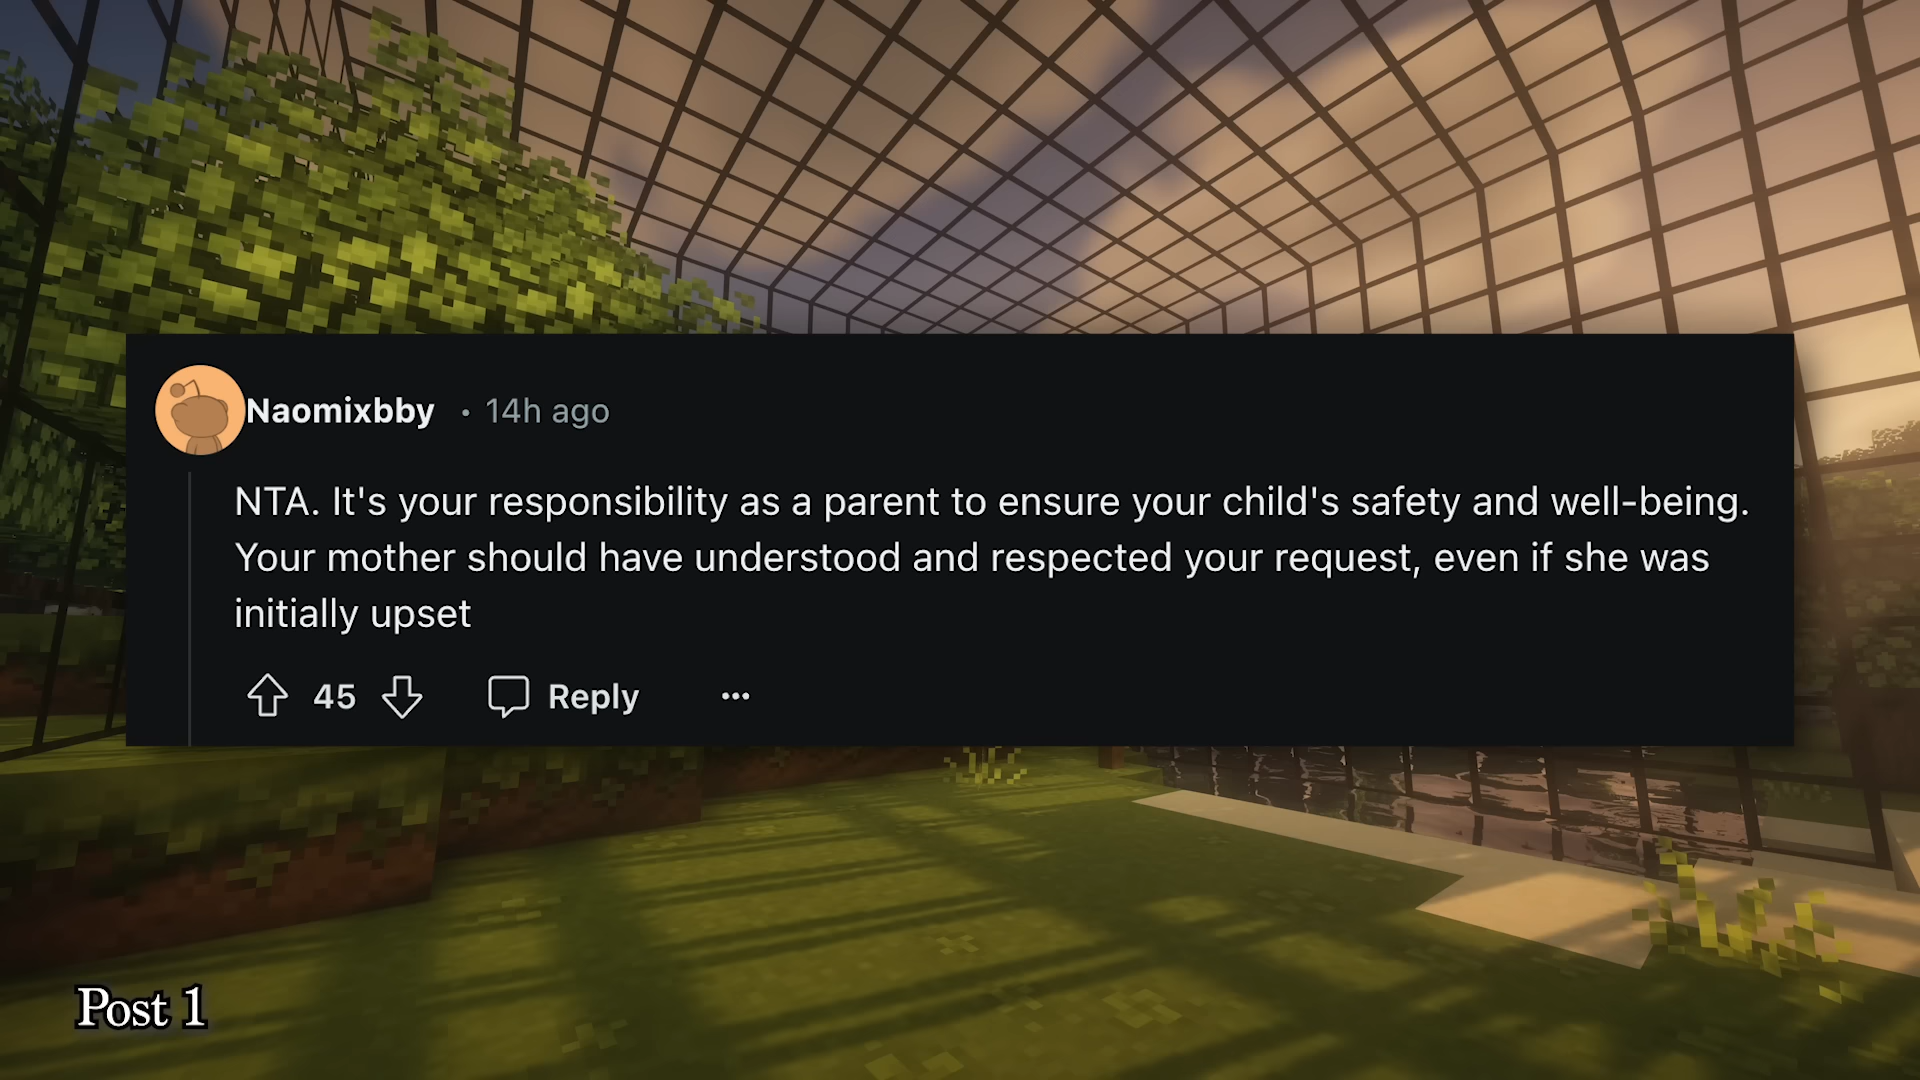 Naomixbby • 14h ago
NTA. It's your responsibility as a parent to ensure your child's safety and well-being.
Your mother should have understood and respected your request, even if she was
initially upset
45 Reply ...
Post 1